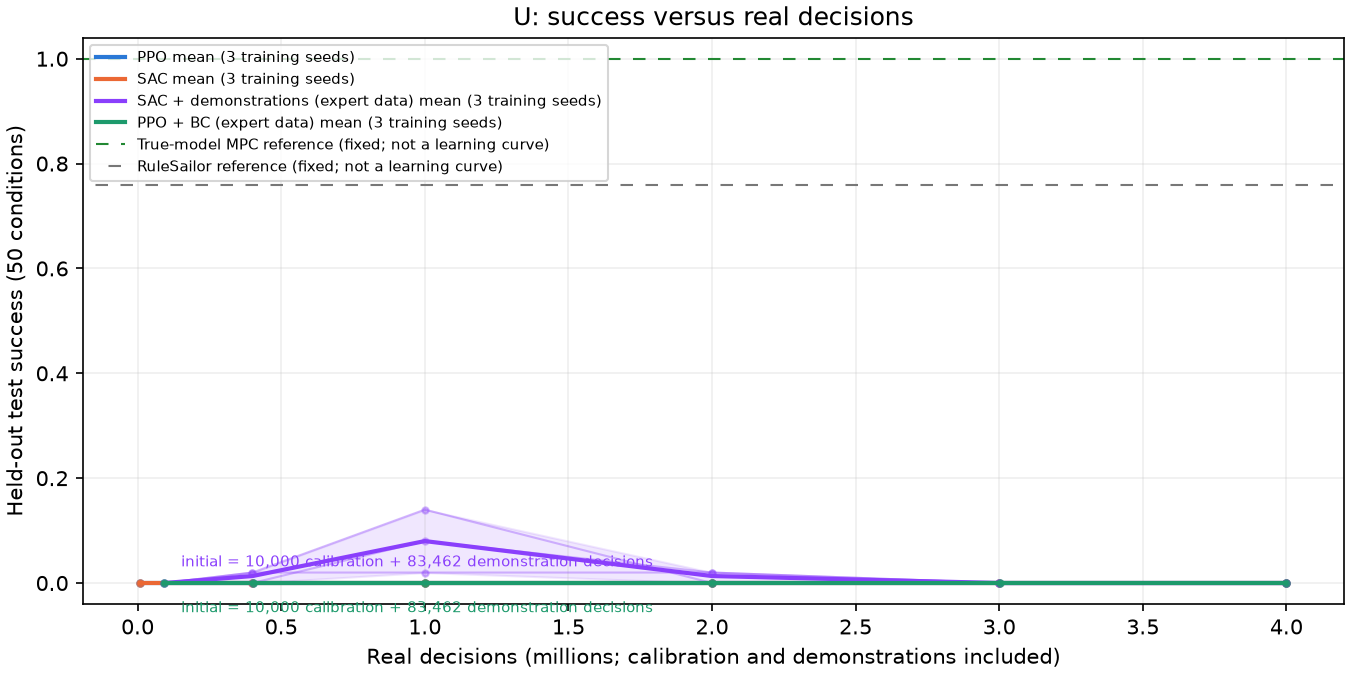 U: success versus real decisions
PPO mean (3 training seeds)
SAC mean (3 training seeds)
SAC + demonstrations (expert data) mean (3 training seeds)
PPO + BC (expert data) mean (3 training seeds)
True-model MPC reference (fixed; not a learning curve)
RuleSailor reference (fixed; not a learning curve)
Held-out test success (50 conditions)
1.0
0.8
0.6
0.4
0.2
0.0
initial = 10,000 calibration + 83,462 demonstration decisions
initial = 10,000 calibration + 83,462 demonstration decisions
0.0 0.5 1.0 1.5 2.0 2.5 3.0 3.5 4.0
Real decisions (millions; calibration and demonstrations included)